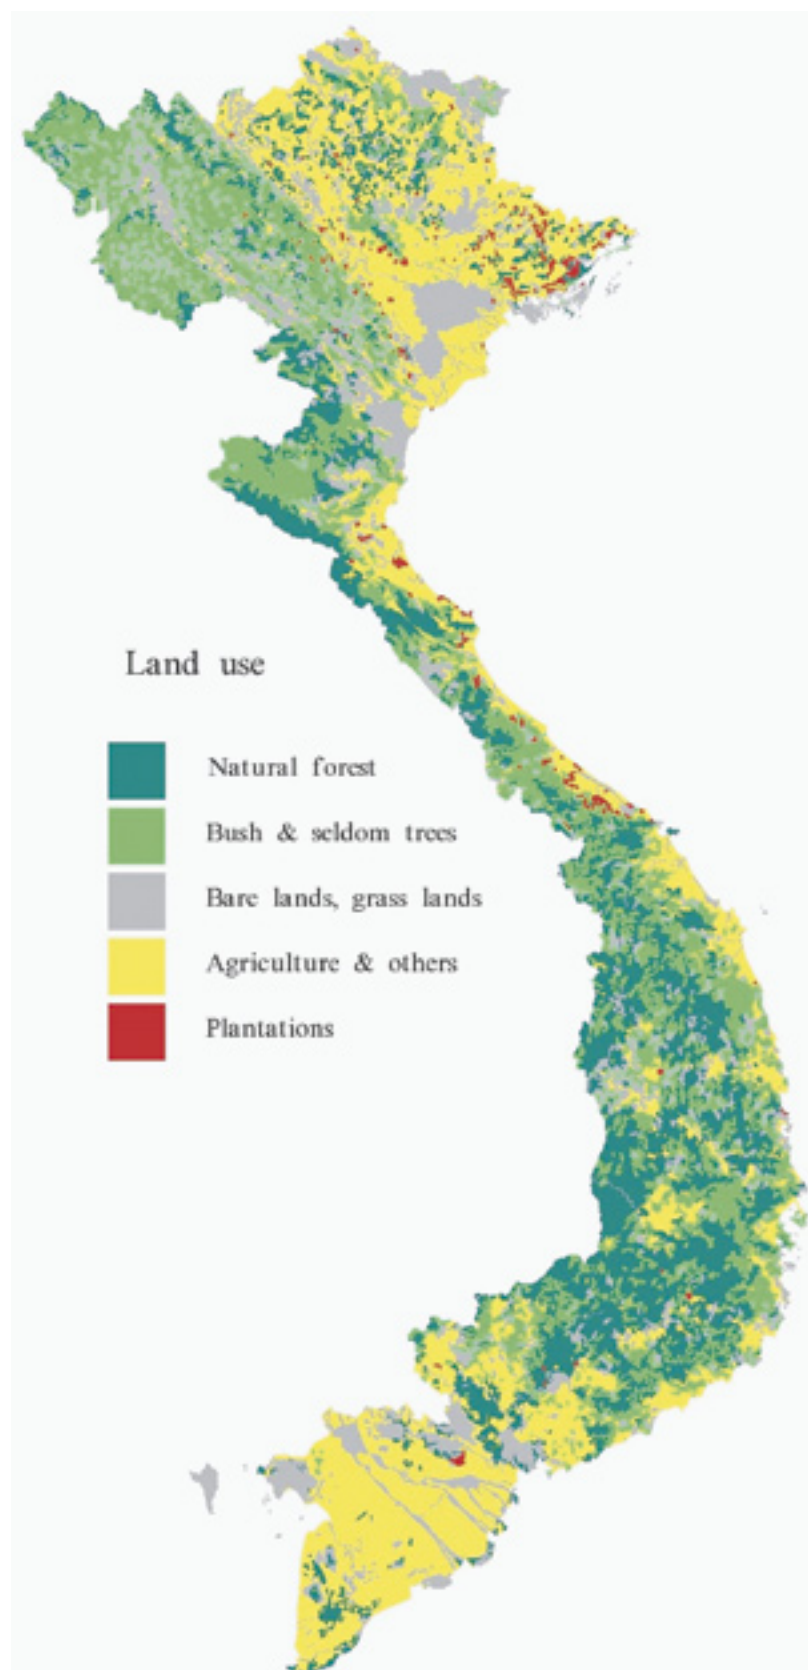 Land use
Natural forest
Bush & seldom trees
Bare lands, grass lands
Agriculture & others
Plantations